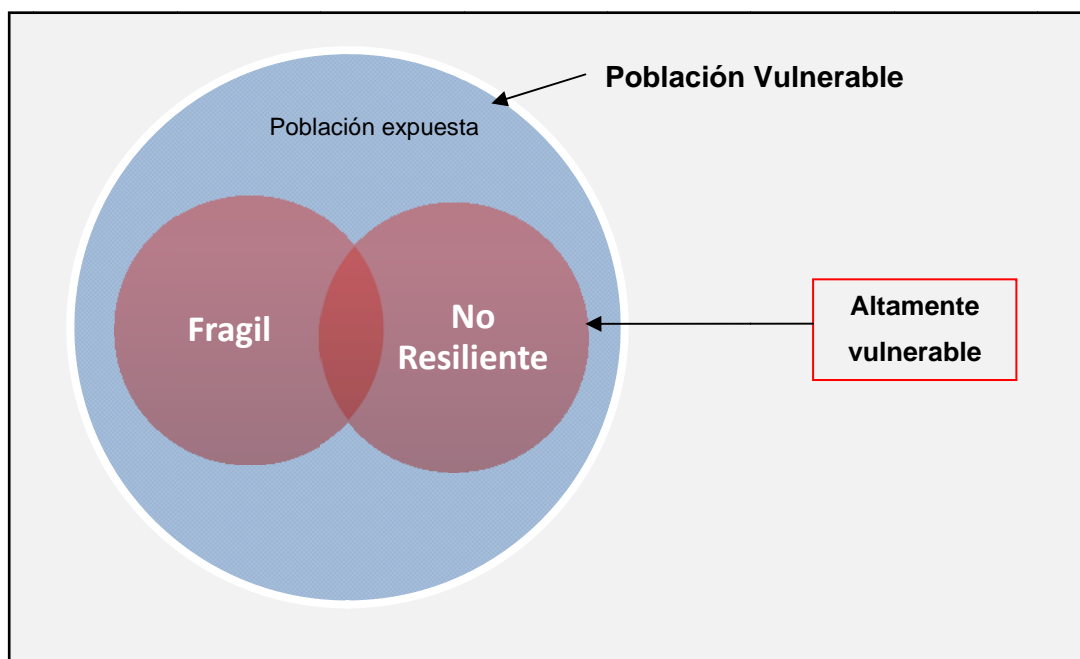 Población Vulnerable
Población expuesta
Fragil
No
Resiliente
Altamente
vulnerable